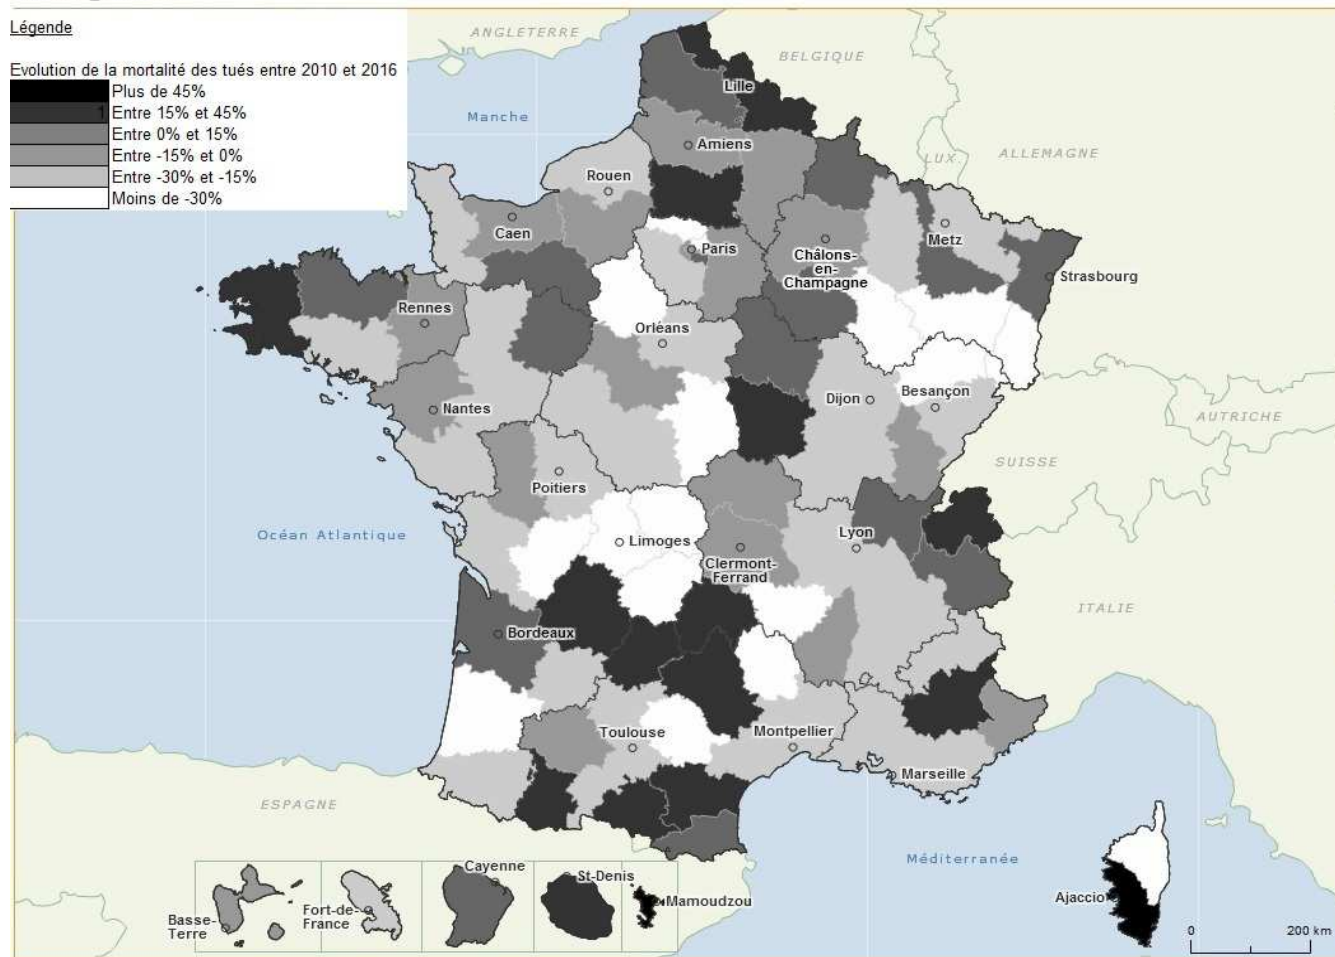 Légende
Evolution de la mortalité des tués entre 2010 et 2016
Plus de 45%
1 Entre 15% et 45%
Entre 0% et 15%
Entre -15% et 0%
Entre -30% et -15%
Moins de -30%
ANGLETERRE
BELGIQUE
Lille
Manche
Amiens
LUX.
ALLEMAGNE
Rouen
Caen
Paris
Châlons-
en-
Champagne
Metz
Strasbourg
Rennes
Orléans
Dijon
Besançon
Nantes
AUTRICHE
SUISSE
Poitiers
Océan Atlantique
Limoges
Lyon
Clermont-
Ferrand
ITALIE
Bordeaux
Toulouse
Montpellier
Marseille
ESPAGNE
Méditerranée
Cayenne
St-Denis
Mamoudzou
Ajaccio
Basse-
Terre
Fort-de-
France
0 200 km